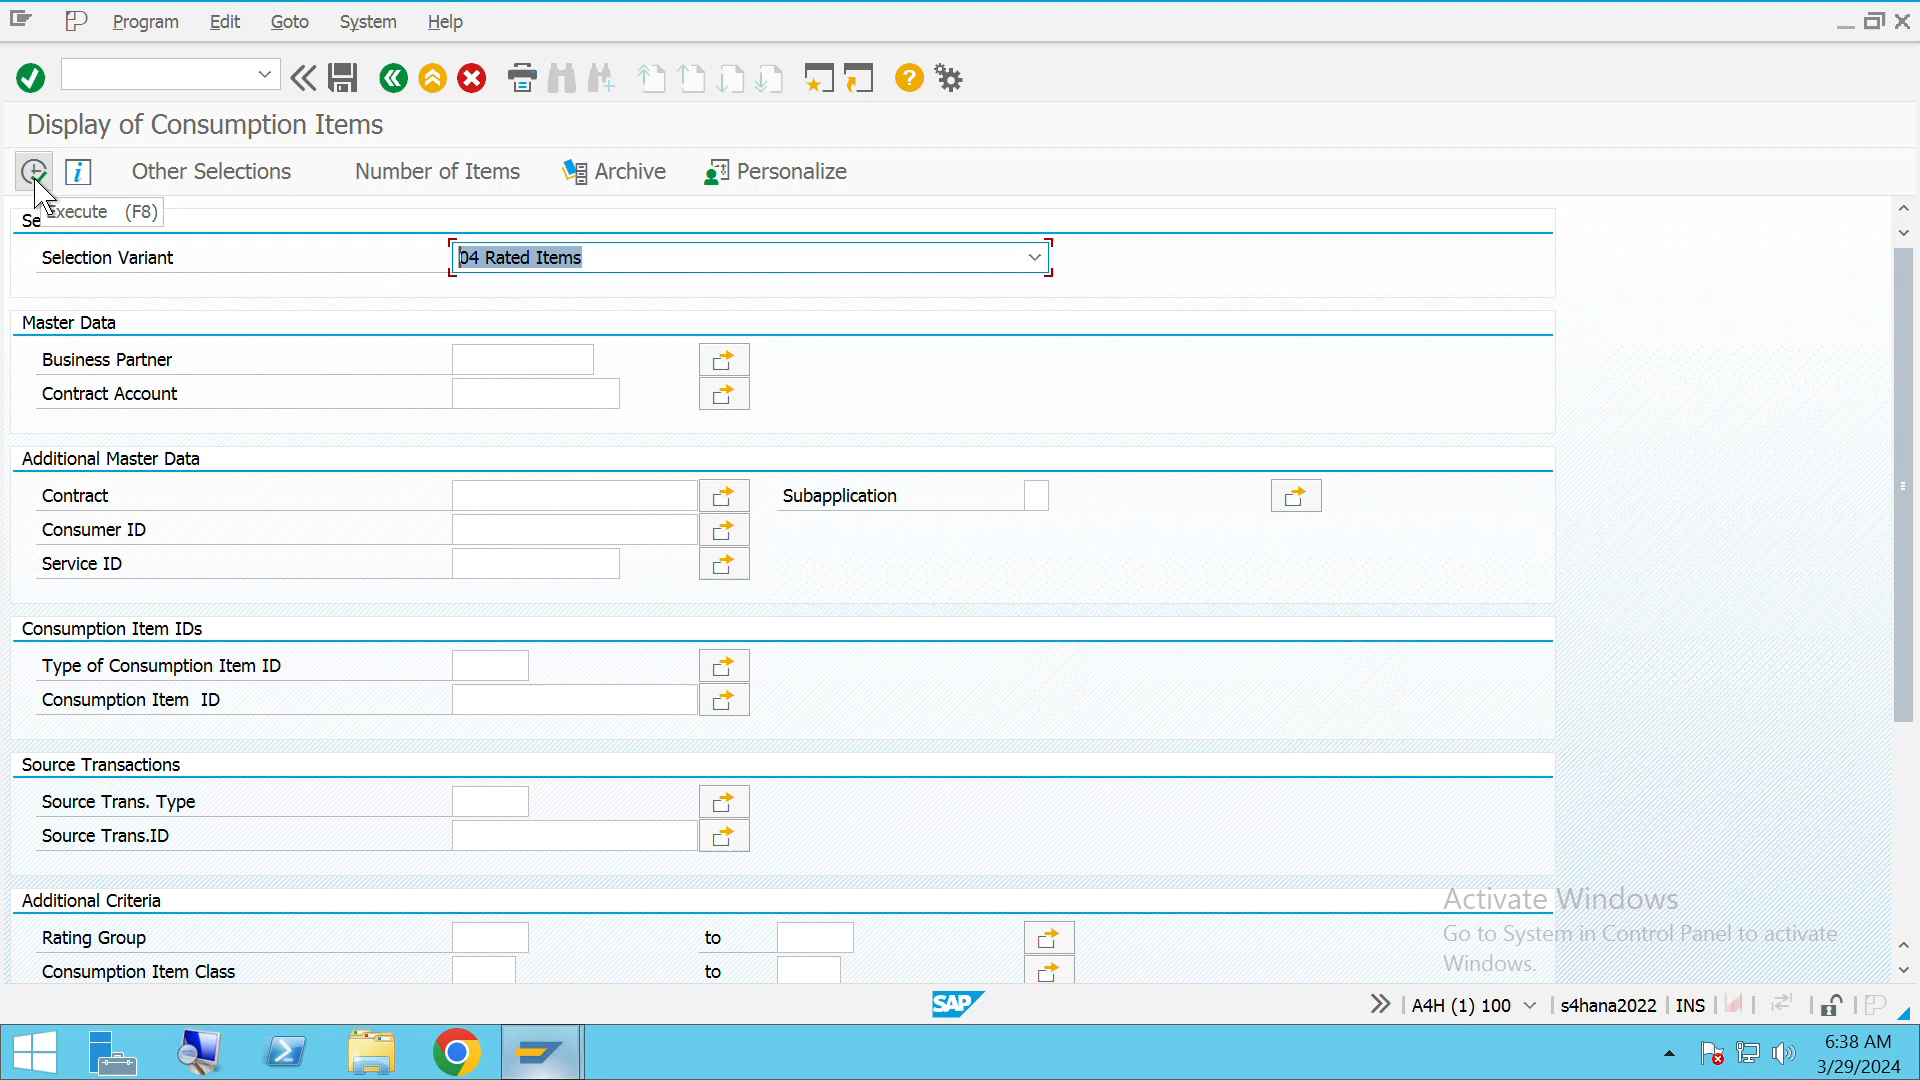 Program Edit Goto System Help
Display of Consumption Items
Other Selections Number of Items Archive Personalize
Execute (F8)
Se
Selection Variant 04 Rated Items
Master Data
Business Partner
Contract Account
Additional Master Data
Contract Subapplication
Consumer ID
Service ID
Consumption Item IDs
Type of Consumption Item ID
Consumption Item ID
Source Transactions
Source Trans. Type
Source Trans.ID
Additional Criteria
Rating Group to
Consumption Item Class to
Activate Windows
Go to System in Control Panel to activate
Windows.
SAP A4H (1) 100 s4hana2022 INS
6:38 AM
3/29/2024